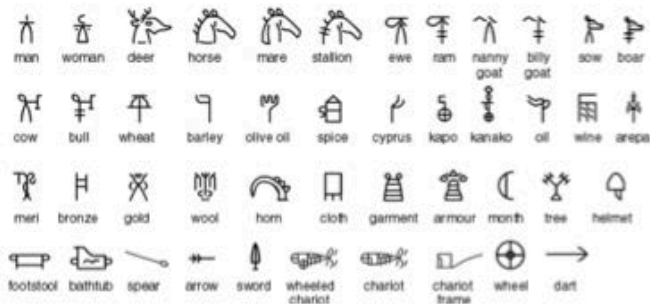 man woman deer horse mare stallion ewe ram nanny goat billy goat sow boar
cow bull wheat barley olive oil spice cyprus kapo kanako oil wine arepa
meri bronze gold wool horn cloth garment armour month tree helmet
footstool bathtub spear arrow sword wheeled chariot chariot chariot frame wheel dart